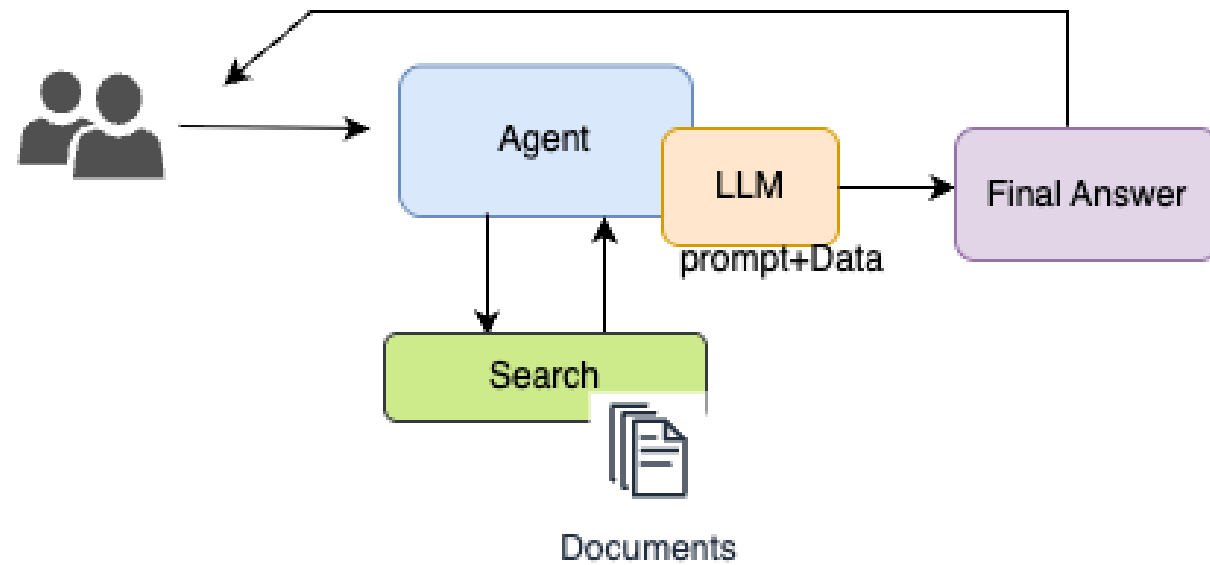 Agent
LLM
Final Answer
prompt+Data
Search
Documents